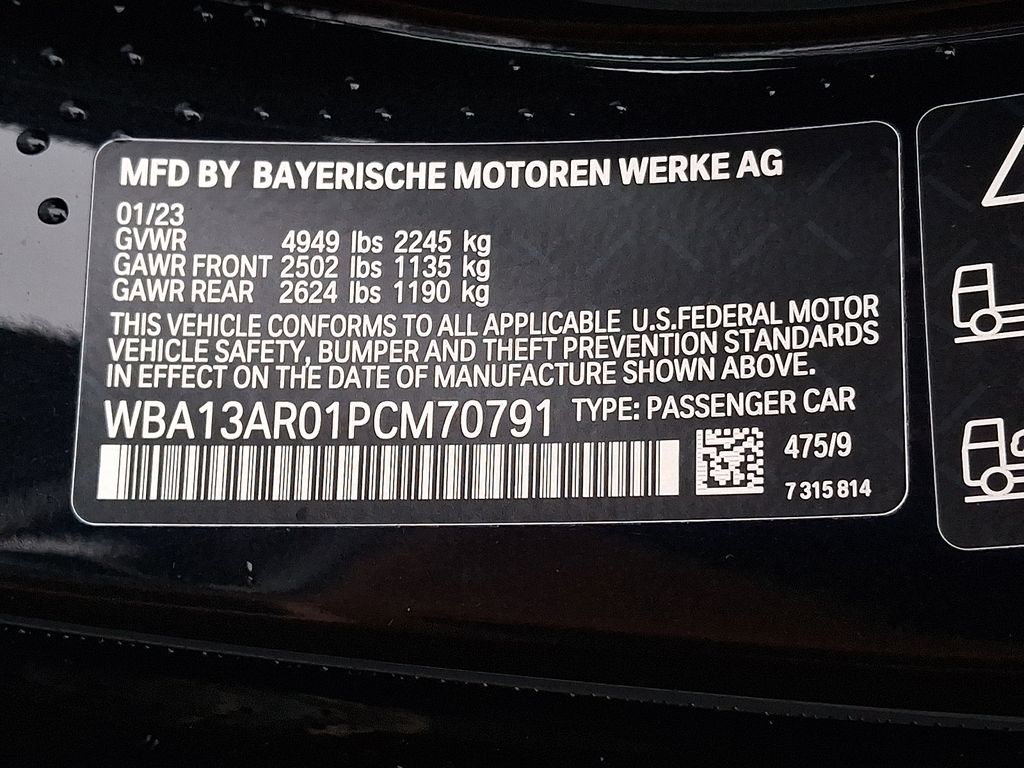 MFD BY BAYERISCHE MOTOREN WERKE AG
01/23
GVWR 4949 lbs 2245 kg
GAWR FRONT 2502 lbs 1135 kg
GAWR REAR 2624 lbs 1190 kg
THIS VEHICLE CONFORMS TO ALL APPLICABLE U.S.FEDERAL MOTOR
VEHICLE SAFETY, BUMPER AND THEFT PREVENTION STANDARDS
IN EFFECT ON THE DATE OF MANUFACTURE SHOWN ABOVE.
WBA13AR01PCM70791 TYPE: PASSENGER CAR
475/9
7 315 814